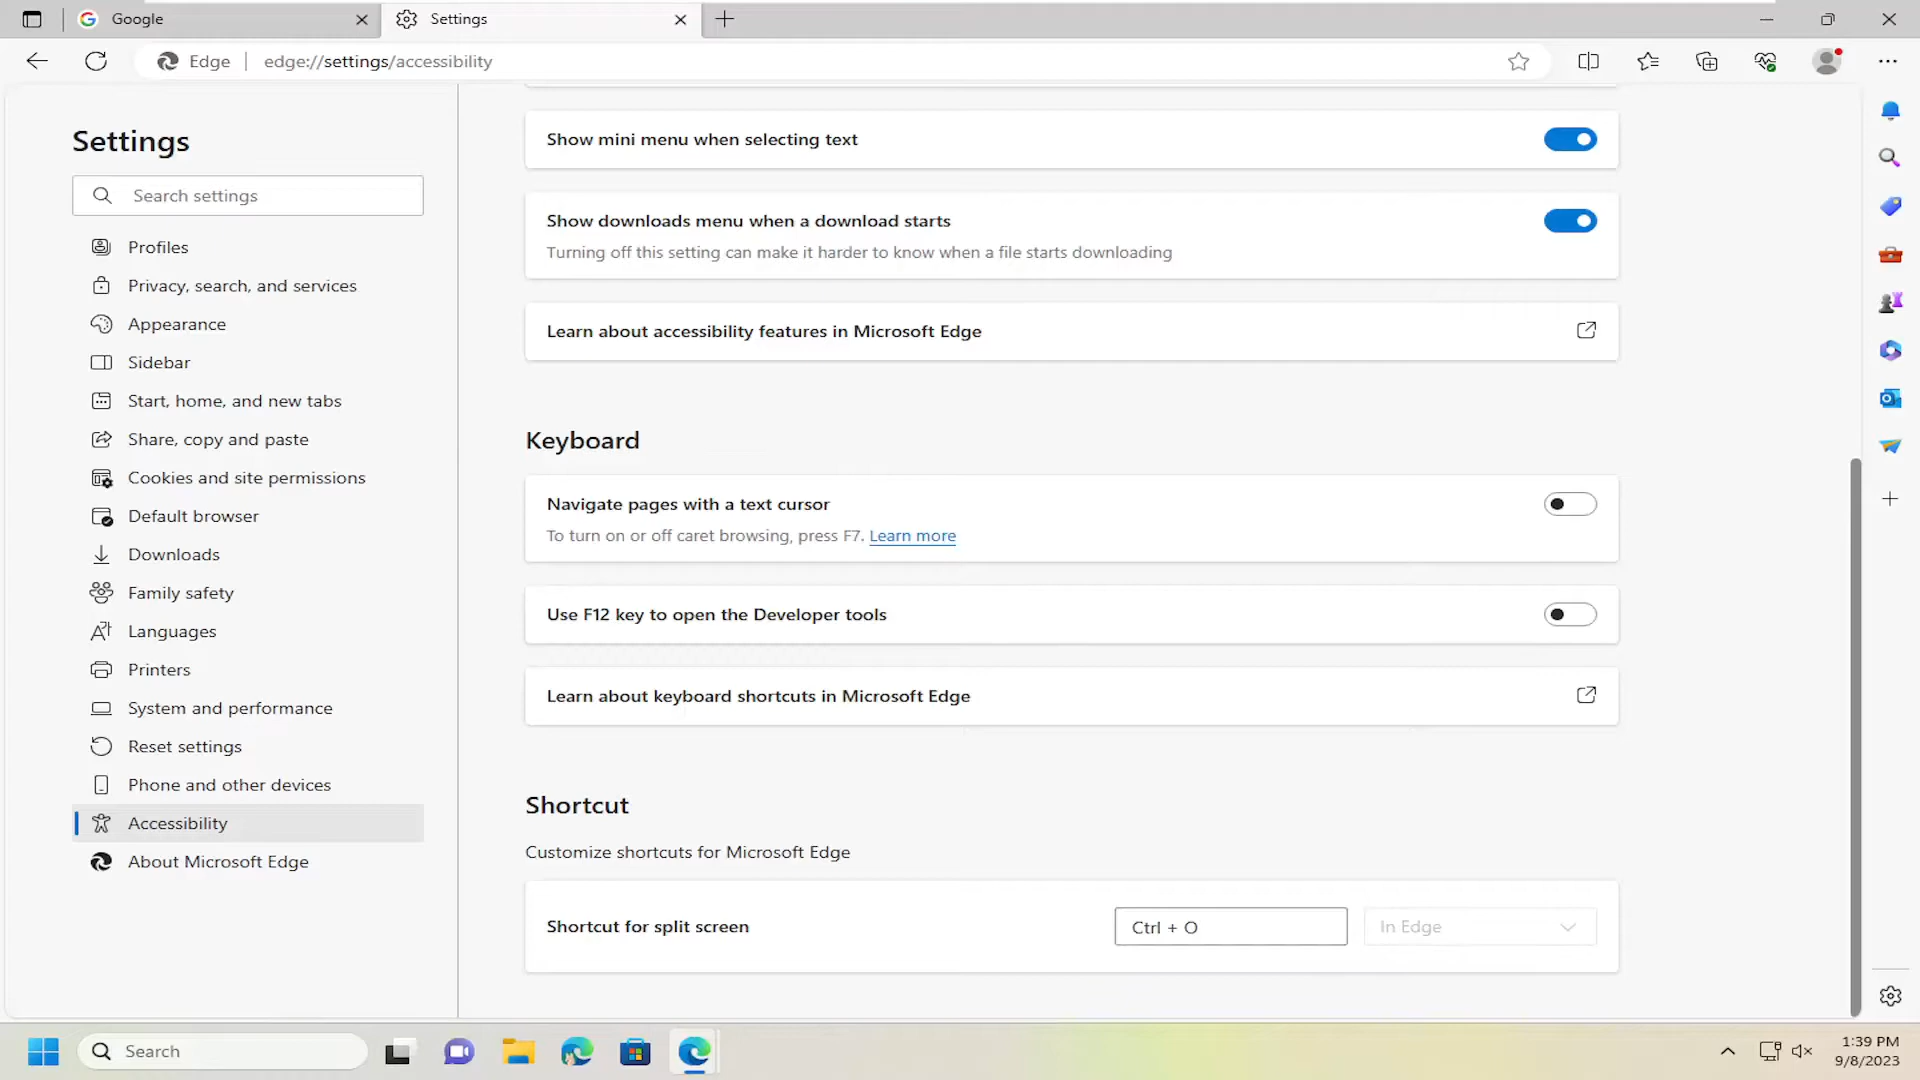 Google
Settings
Edge
edge://settings/accessibility
Settings
Search settings
Profiles
Privacy, search, and services
Appearance
Sidebar
Start, home, and new tabs
Share, copy and paste
Cookies and site permissions
Default browser
Downloads
Family safety
Languages
Printers
System and performance
Reset settings
Phone and other devices
Accessibility
About Microsoft Edge
Show mini menu when selecting text
Show downloads menu when a download starts
Turning off this setting can make it harder to know when a file starts downloading
Learn about accessibility features in Microsoft Edge
Keyboard
Navigate pages with a text cursor
To turn on or off caret browsing, press F7. Learn more
Use F12 key to open the Developer tools
Learn about keyboard shortcuts in Microsoft Edge
Shortcut
Customize shortcuts for Microsoft Edge
Shortcut for split screen
Ctrl + O
In Edge
Search
1:39 PM
9/8/2023